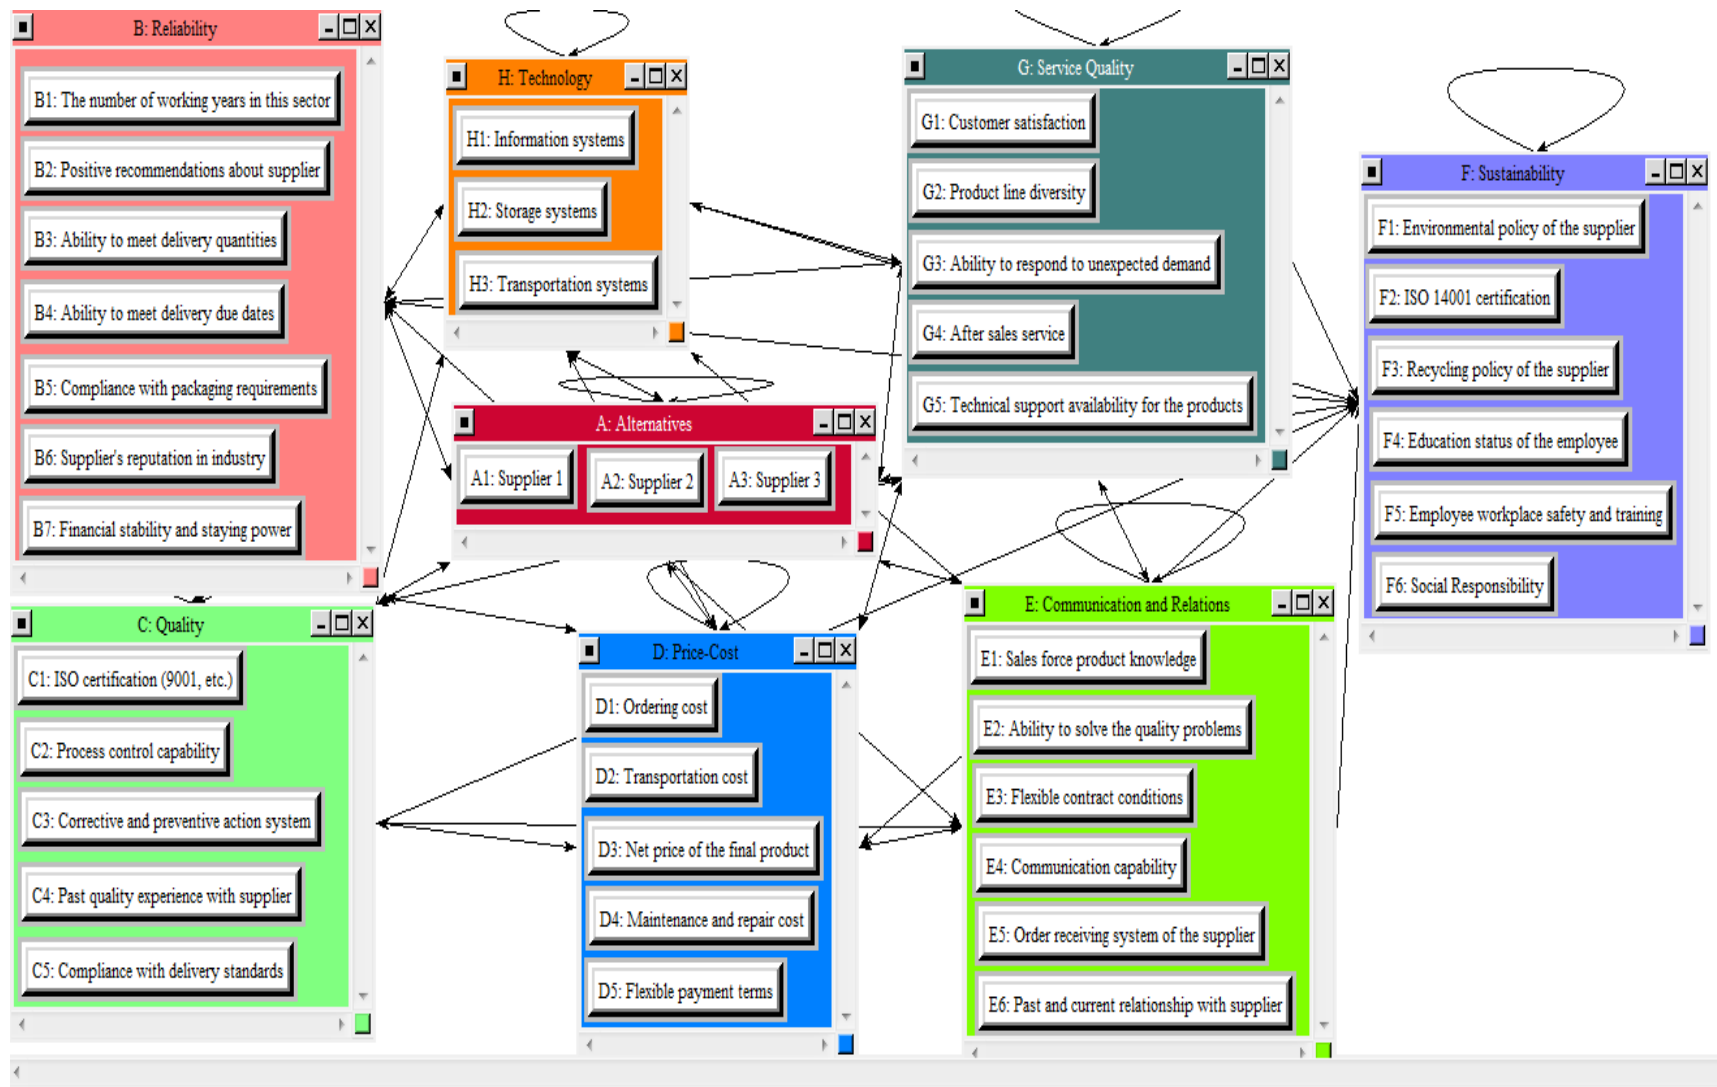 B: Reliability
B1: The number of working years in this sector
B2: Positive recommendations about supplier
B3: Ability to meet delivery quantities
B4: Ability to meet delivery due dates
B5: Compliance with packaging requirements
B6: Supplier's reputation in industry
B7: Financial stability and staying power
H: Technology
H1: Information systems
H2: Storage systems
H3: Transportation systems
G: Service Quality
G1: Customer satisfaction
G2: Product line diversity
G3: Ability to respond to unexpected demand
G4: After sales service
G5: Technical support availability for the products
F: Sustainability
F1: Environmental policy of the supplier
F2: ISO 14001 certification
F3: Recycling policy of the supplier
F4: Education status of the employee
F5: Employee workplace safety and training
F6: Social Responsibility
A: Alternatives
A1: Supplier 1
A2: Supplier 2
A3: Supplier 3
C: Quality
C1: ISO certification (9001, etc.)
C2: Process control capability
C3: Corrective and preventive action system
C4: Past quality experience with supplier
C5: Compliance with delivery standards
D: Price-Cost
D1: Ordering cost
D2: Transportation cost
D3: Net price of the final product
D4: Maintenance and repair cost
D5: Flexible payment terms
E: Communication and Relations
E1: Sales force product knowledge
E2: Ability to solve the quality problems
E3: Flexible contract conditions
E4: Communication capability
E5: Order receiving system of the supplier
E6: Past and current relationship with supplier